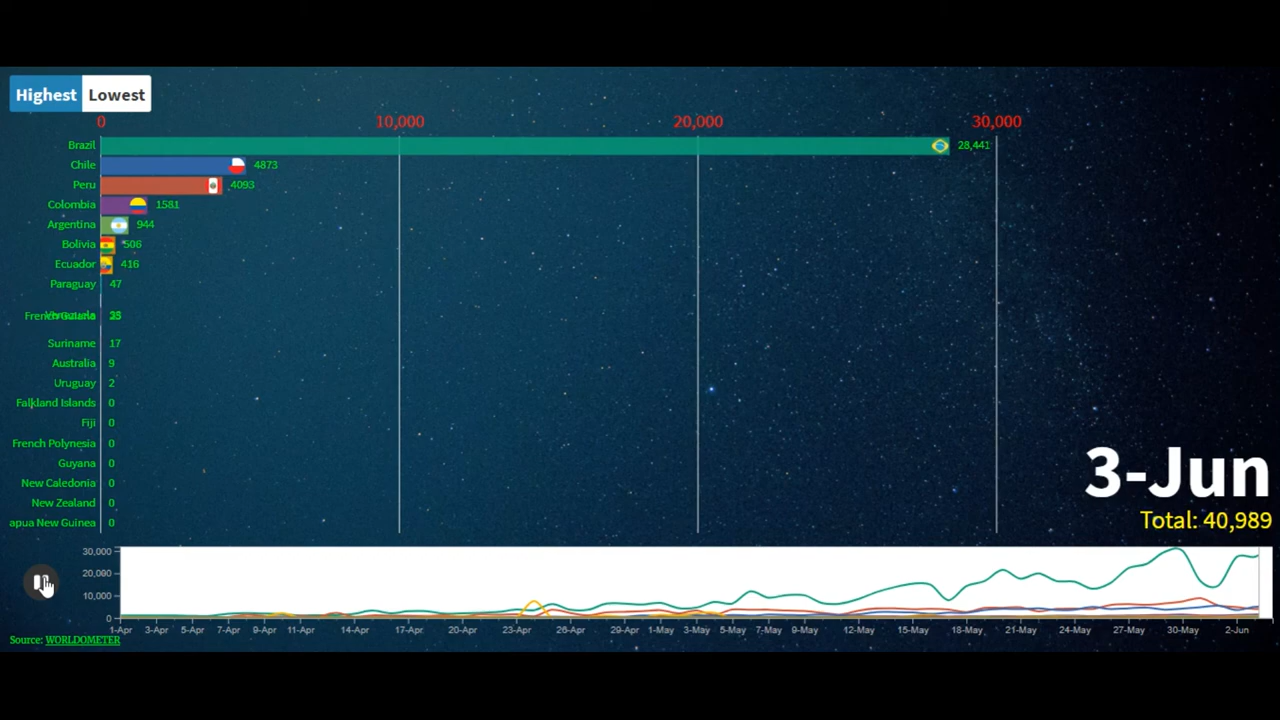 Highest Lowest
0 10,000 20,000 30,000
Brazil 28,441
Chile 4873
Peru 4093
Colombia 1581
Argentina 944
Bolivia 506
Ecuador 416
Paraguay 47
Suriname 17
Australia 9
Uruguay 2
Falkland Islands 0
Fiji 0
French Polynesia 0
Guyana 0
New Caledonia 0
New Zealand 0
apua New Guinea 0
3-Jun
Total: 40,989
30,000
20,000
10,000
0
1-Apr 3-Apr 5-Apr 7-Apr 9-Apr 11-Apr 14-Apr 17-Apr 20-Apr 23-Apr 26-Apr 29-Apr 1-May 3-May 5-May 7-May 9-May 12-May 15-May 18-May 21-May 24-May 27-May 30-May 2-Jun
Source: WORLDOMETER